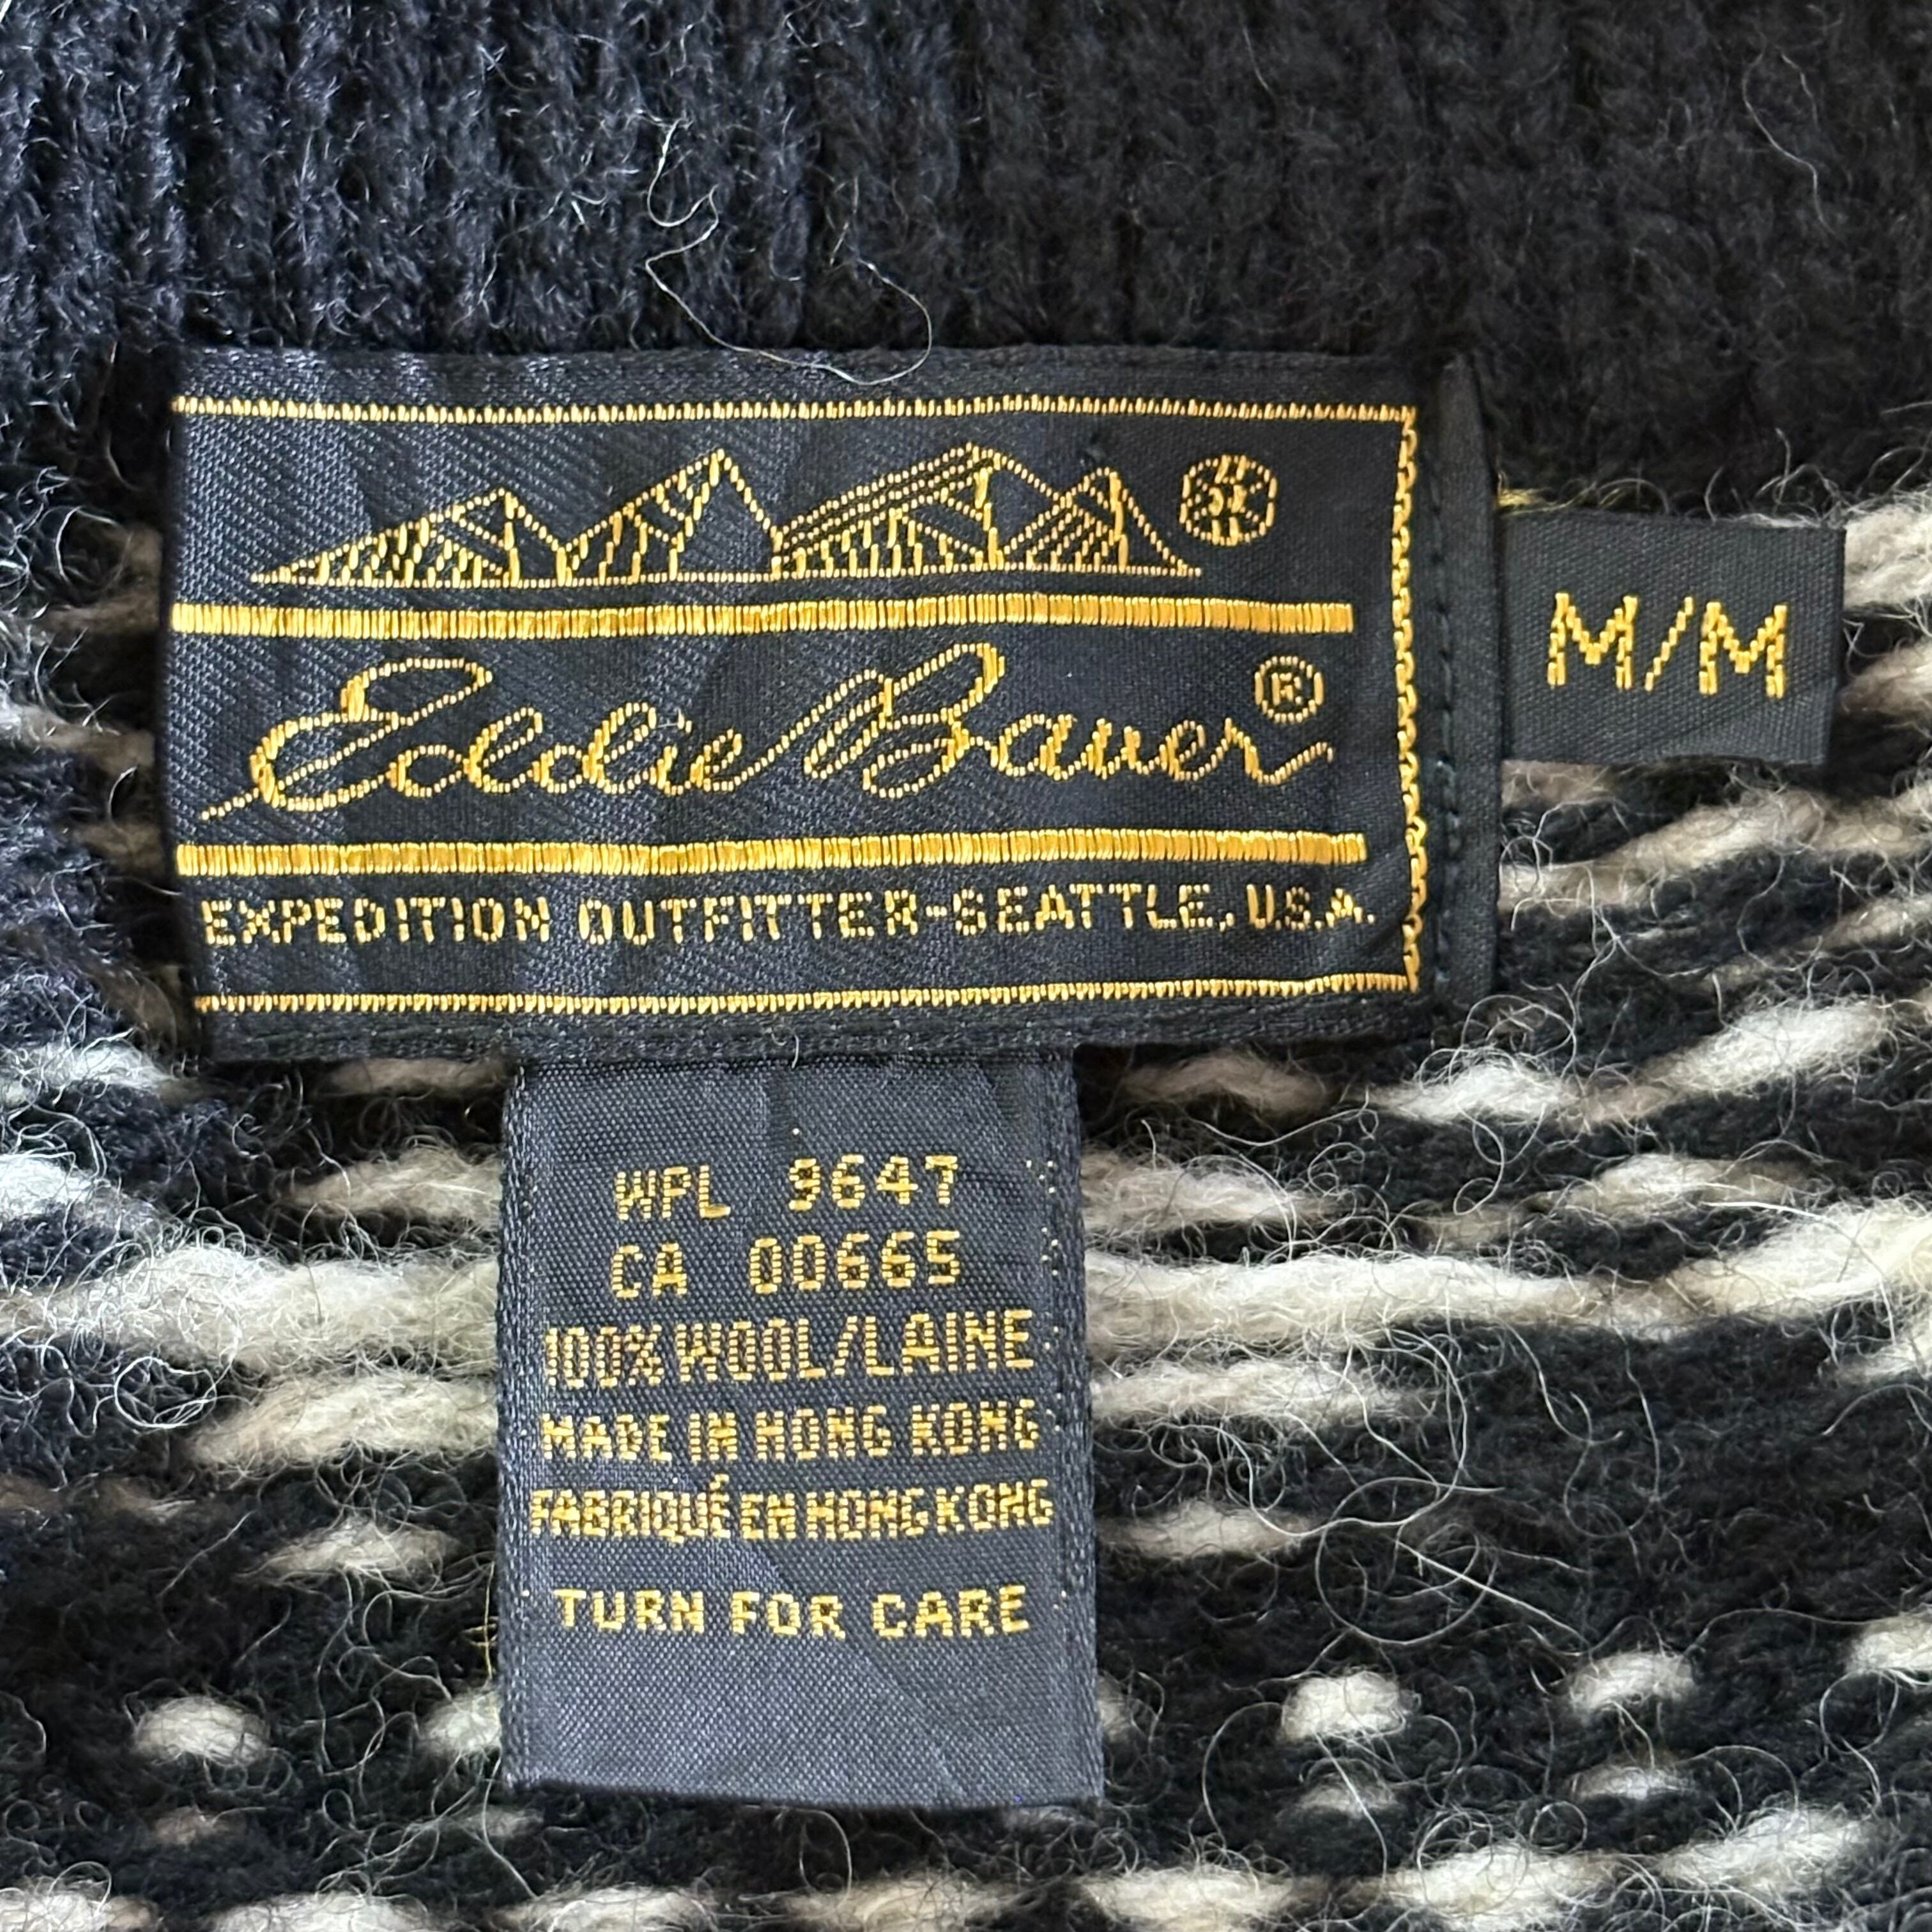 Eddie Bauer®
EXPEDITION OUTFITTER-SEATTLE, U.S.A.
M/M
WPL 9647
CA 00665
100% WOOL/LAINE
MADE IN HONG KONG
FABRIQUÉ EN HONG KONG
TURN FOR CARE